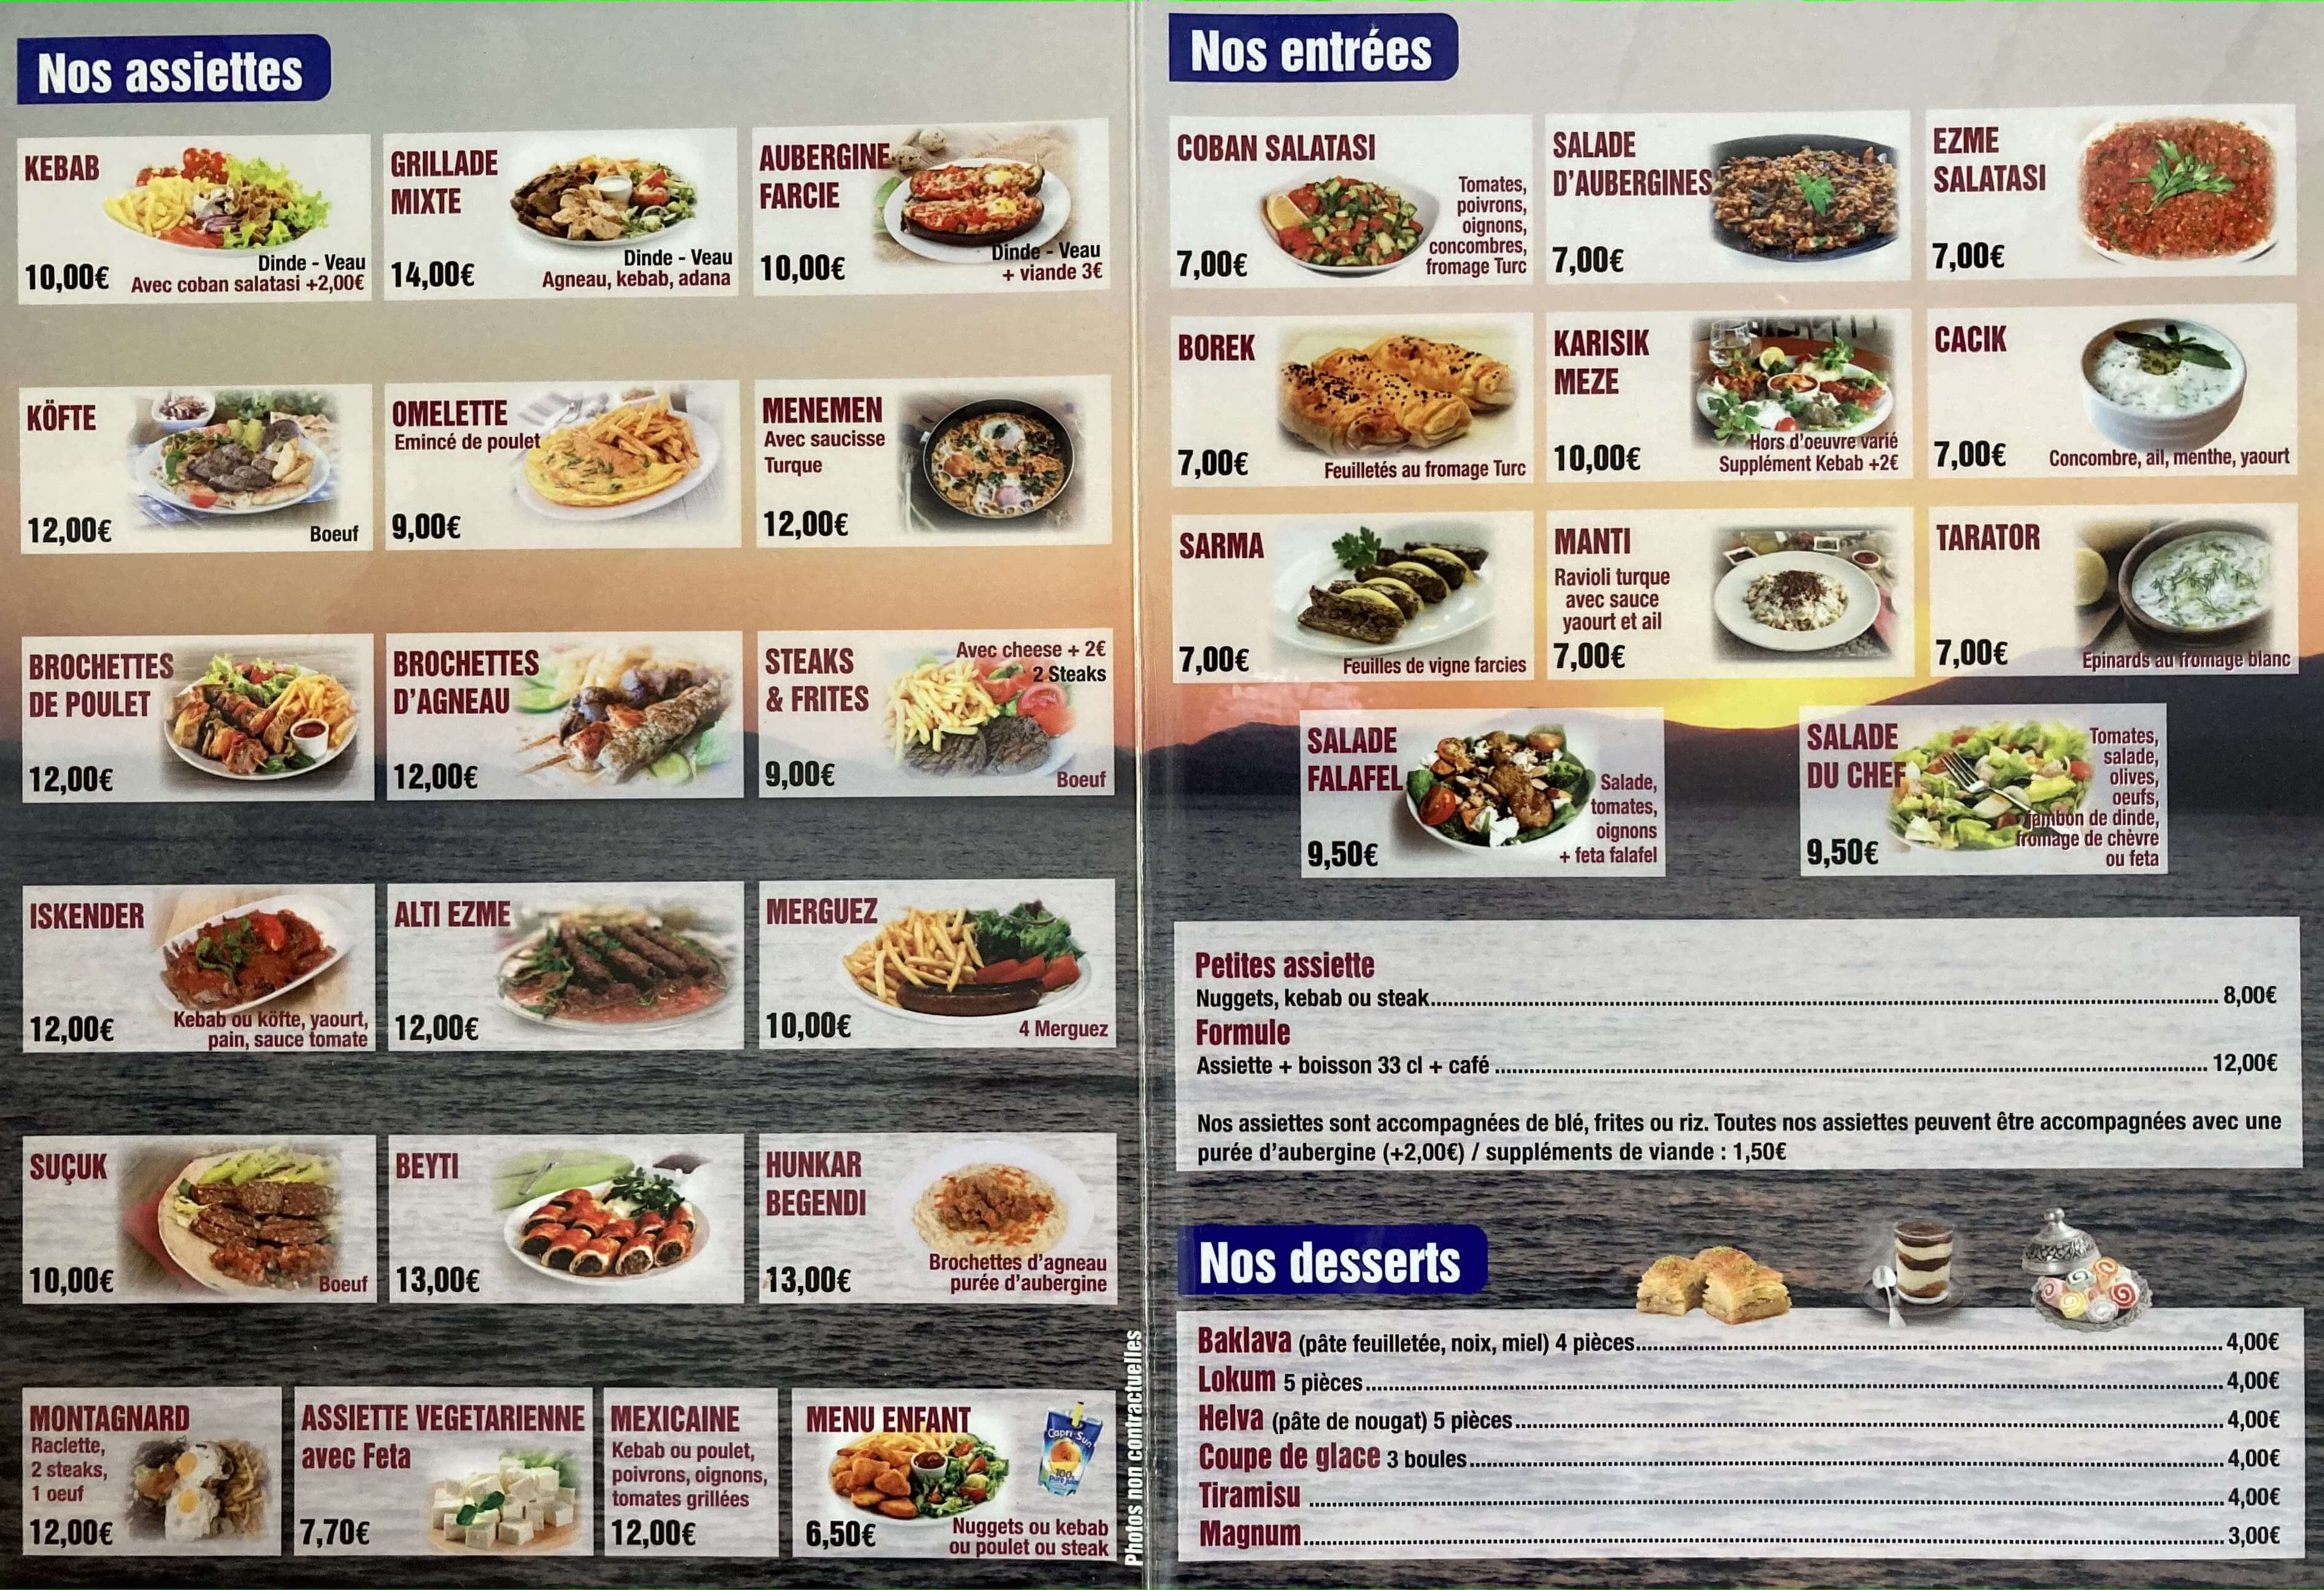 Nos assiettes
KEBAB
10,00€
Dinde - Veau
Avec coban salatasi +2,00€
GRILLADE
MIXTE
14,00€
Dinde - Veau
Agneau, kebab, adana
AUBERGINE
FARCIE
10,00€
Dinde - Veau
+ viande 3€
KÖFTE
12,00€
Boeuf
OMELETTE
Emincé de poulet
9,00€
MENEMEN
Avec saucisse
Turque
12,00€
BROCHETTES
DE POULET
12,00€
BROCHETTES
D'AGNEAU
12,00€
STEAKS
& FRITES
Avec cheese + 2€
2 Steaks
9,00€
Boeuf
ISKENDER
12,00€
Kebab ou köfte, yaourt,
pain, sauce tomate
ALTI EZME
12,00€
MERGUEZ
10,00€
4 Merguez
SUÇUK
10,00€
Boeuf
BEYTI
13,00€
HUNKAR
BEGENDI
13,00€
Brochettes d'agneau
purée d'aubergine
MONTAGNARD
Raclette,
2 steaks,
1 oeuf
12,00€
ASSIETTE VEGETARIENNE
avec Feta
7,70€
MEXICAINE
Kebab ou poulet,
poivrons, oignons,
tomates grillées
12,00€
MENU ENFANT
Capri-Sun
100%
6,50€
Nuggets ou kebab
ou poulet ou steak
Photos non contractuelles
Nos entrées
COBAN SALATASI
Tomates,
poivrons,
oignons,
concombres,
fromage Turc
7,00€
SALADE
D'AUBERGINES
7,00€
EZME
SALATASI
7,00€
BOREK
7,00€
Feuilletés au fromage Turc
KARISIK
MEZE
10,00€
Hors d'oeuvre varié
Supplément Kebab +2€
CACIK
7,00€
Concombre, ail, menthe, yaourt
SARMA
7,00€
Feuilles de vigne farcies
MANTI
Ravioli turque
avec sauce
yaourt et ail
7,00€
TARATOR
7,00€
Epinards au fromage blanc
SALADE
FALAFEL
9,50€
Salade,
tomates,
oignons
+ feta falafel
SALADE
DU CHEF
9,50€
Tomates,
salade,
olives,
oeufs,
jambon de dinde,
fromage de chèvre
ou feta
Petites assiette
Nuggets, kebab ou steak 8,00€
Formule
Assiette + boisson 33 cl + café 12,00€
Nos assiettes sont accompagnées de blé, frites ou riz. Toutes nos assiettes peuvent être accompagnées avec une
purée d'aubergine (+2,00€) / suppléments de viande : 1,50€
Nos desserts
Baklava (pâte feuilletée, noix, miel) 4 pièces 4,00€
Lokum 5 pièces 4,00€
Helva (pâte de nougat) 5 pièces 4,00€
Coupe de glace 3 boules 4,00€
Tiramisu 4,00€
Magnum 3,00€